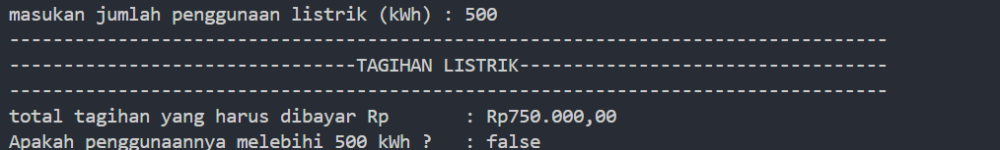 masukan jumlah penggunaan listrik (kWh) : 500
---------------------------------------------------------------------------------
--------------------------------TAGIHAN LISTRIK----------------------------------
---------------------------------------------------------------------------------
total tagihan yang harus dibayar Rp       : Rp750.000,00
Apakah penggunaannya melebihi 500 kWh ?   : false